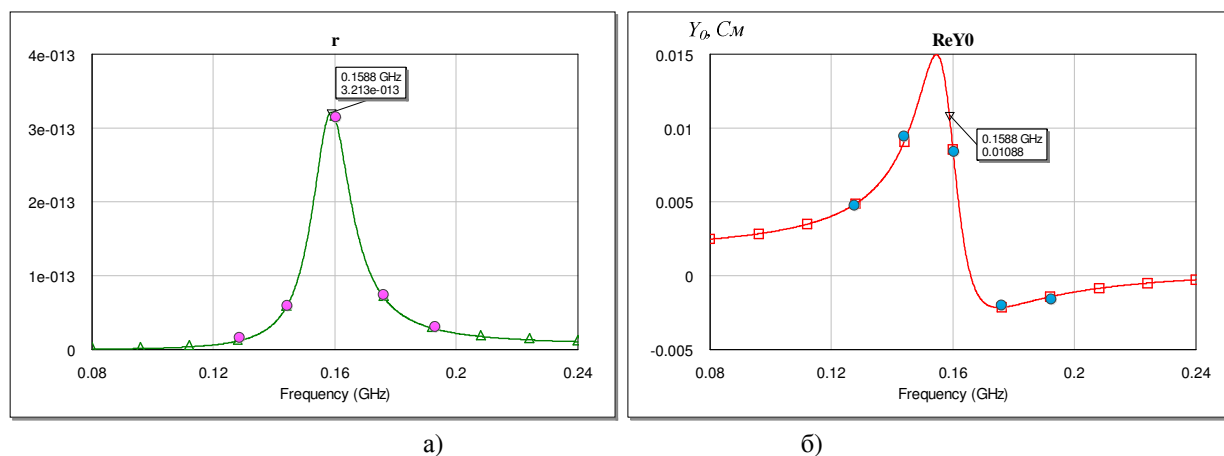 r
4e-013
3e-013
2e-013
1e-013
0
0.1588 GHz
3.213e-013
0.08 0.12 0.16 0.2 0.24
Frequency (GHz)
а)
Y₀, См
ReY0
0.015
0.01
0.005
0
-0.005
0.1588 GHz
0.01088
0.08 0.12 0.16 0.2 0.24
Frequency (GHz)
б)